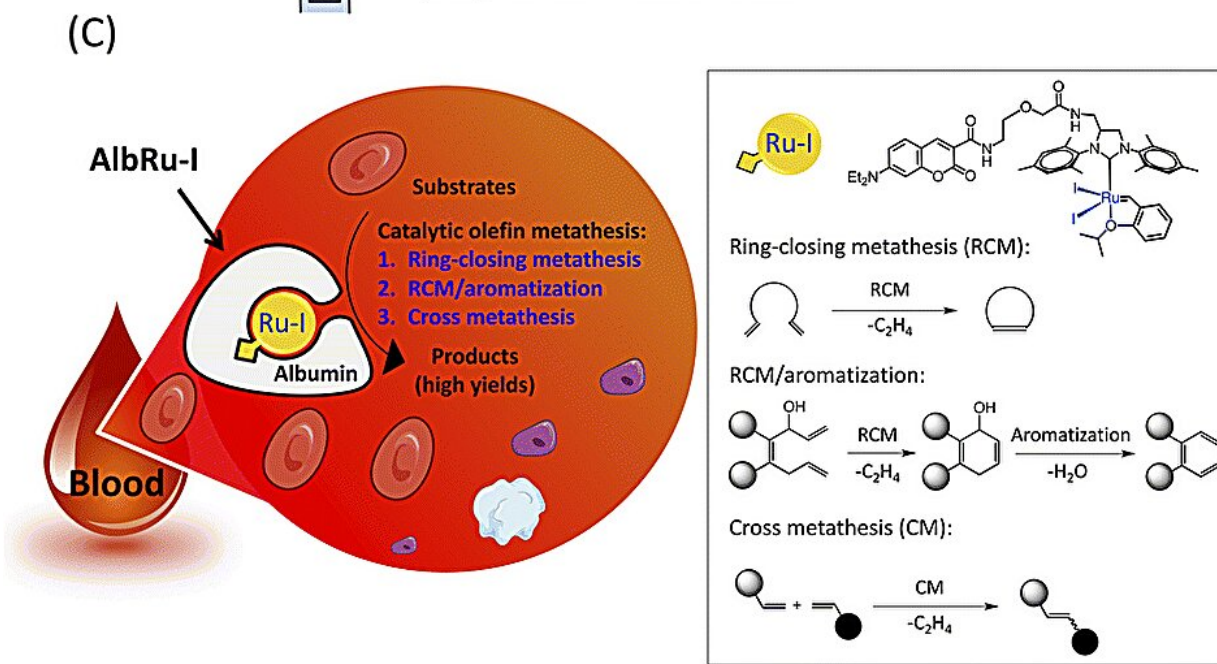 (C)
AlbRu-I
Substrates
Catalytic olefin metathesis:
1. Ring-closing metathesis
2. RCM/aromatization
3. Cross metathesis
Ru-I
Albumin
Products
(high yields)
Blood
Ru-I
Et₂N
O
O
O
N
H
O
O
N
H
N
N
I
I
Ru
O
Ring-closing metathesis (RCM):
RCM
-C₂H₄
RCM/aromatization:
OH
RCM
-C₂H₄
OH
Aromatization
-H₂O
Cross metathesis (CM):
+
CM
-C₂H₄